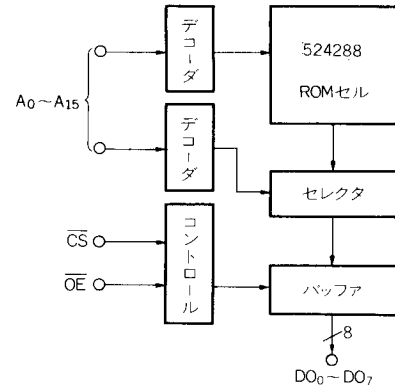 デコーダ
524288
ROMセル
A₀～A₁₅
デコーダ
セレクタ
CS
OE
コントロール
バッファ
8
DO₀～DO₇